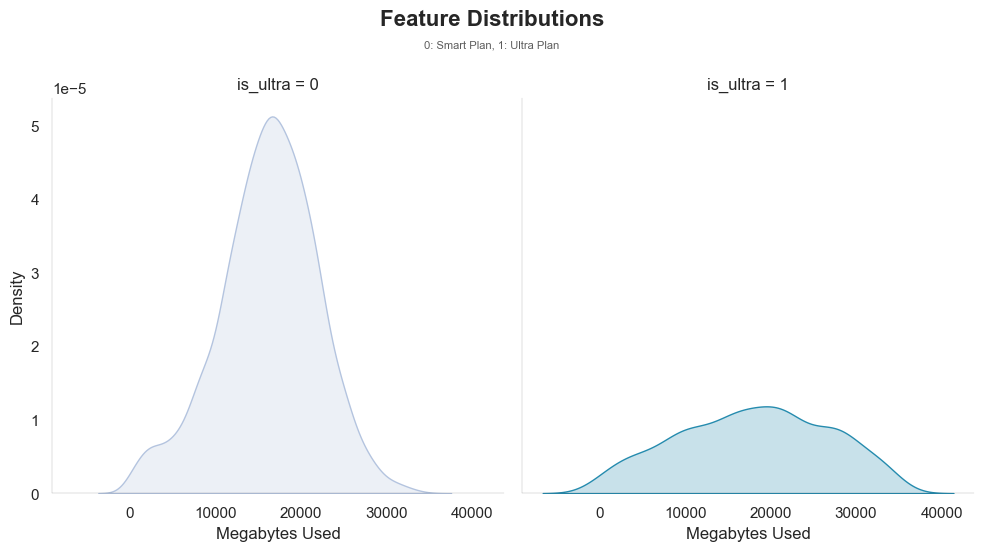 Feature Distributions
0: Smart Plan, 1: Ultra Plan
is_ultra = 0
1e−5
5
4
3
2
1
0
Density
0 10000 20000 30000 40000
Megabytes Used
is_ultra = 1
0 10000 20000 30000 40000
Megabytes Used